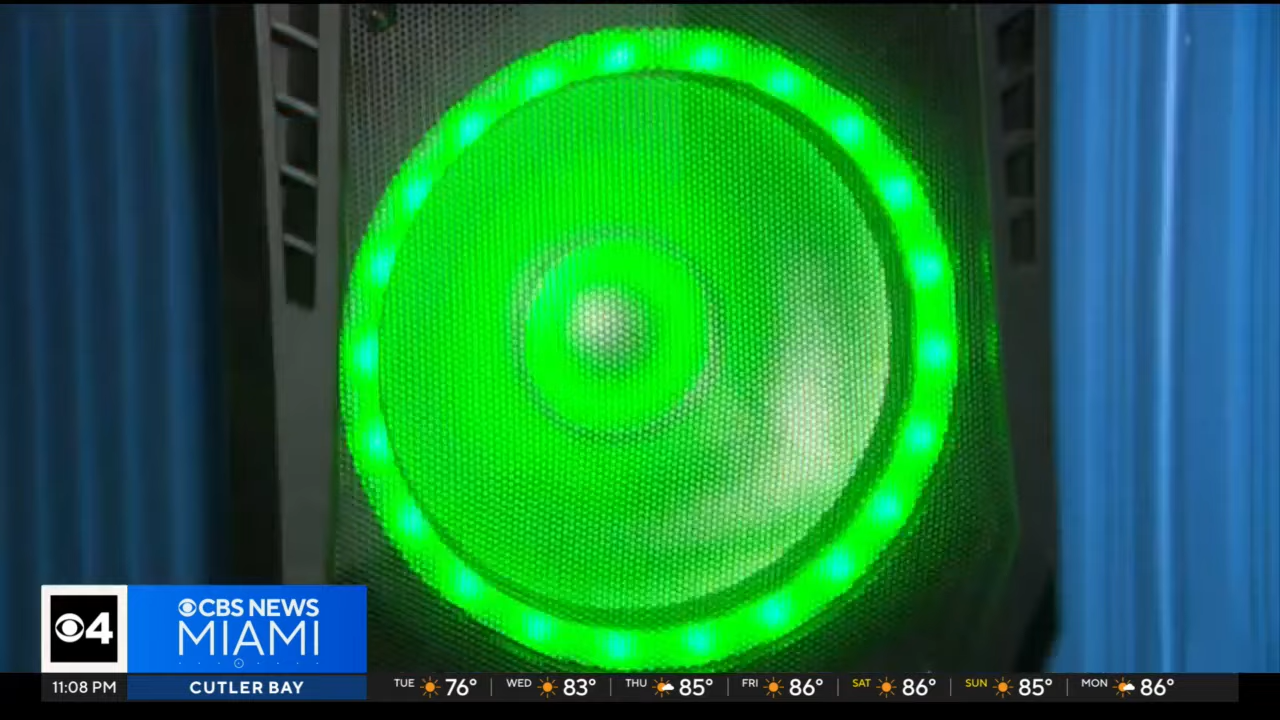 4
CBS NEWS
MIAMI
11:08 PM
CUTLER BAY
TUE 76° WED 83° THU 85° FRI 86° SAT 86° SUN 85° MON 86°